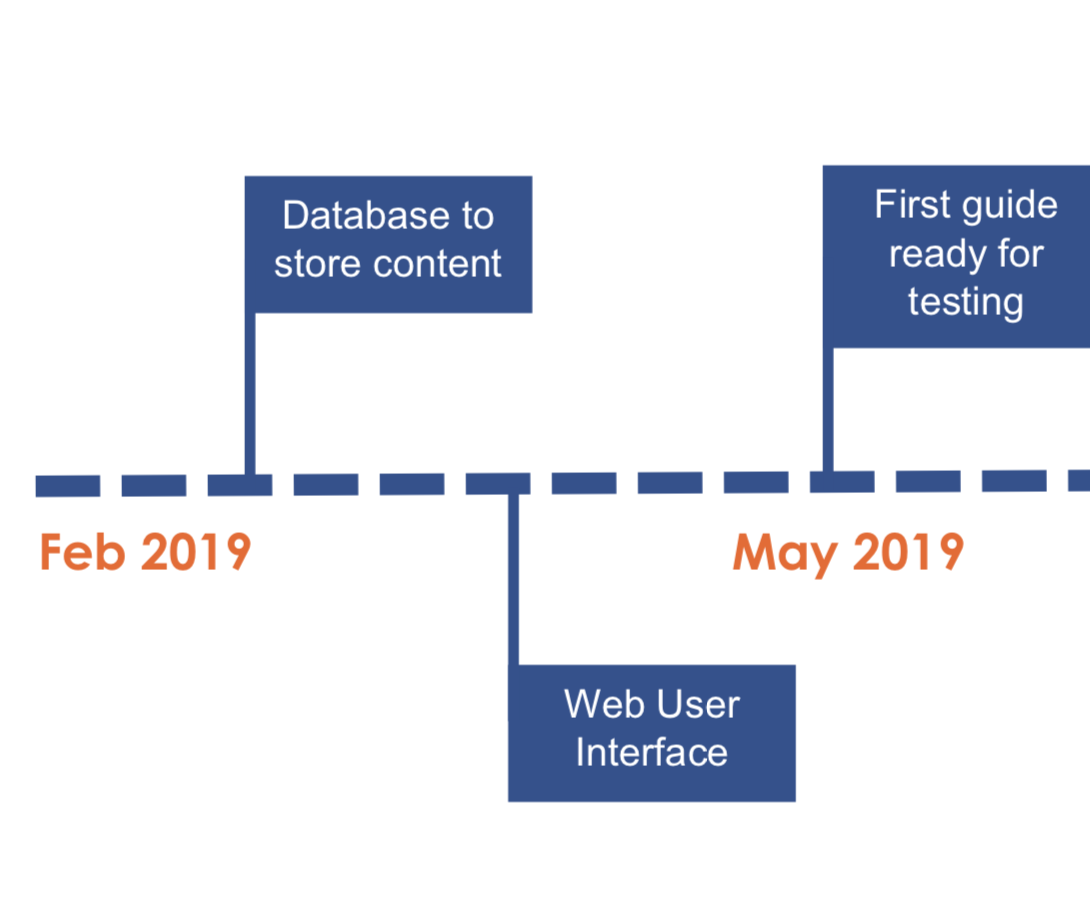 Database to
store content
First guide
ready for
testing
Feb 2019
May 2019
Web User
Interface